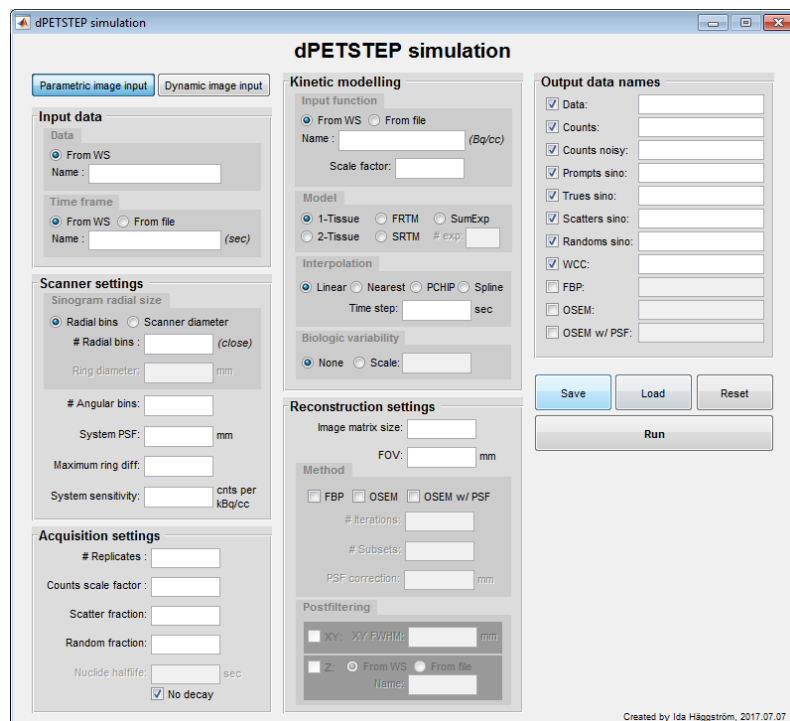 dPETSTEP simulation
dPETSTEP simulation
Parametric image input
Dynamic image input
Input data
Data
From WS
Name :
Time frame
From WS From file
Name : (sec)
Scanner settings
Sinogram radial size
Radial bins Scanner diameter
# Radial bins : (close)
Ring diameter: mm
# Angular bins:
System PSF: mm
Maximum ring diff:
System sensitivity: cnts per
kBq/cc
Acquisition settings
# Replicates :
Counts scale factor :
Scatter fraction:
Random fraction:
Nuclide halflife: sec
No decay
Kinetic modelling
Input function
From WS From file
Name : (Bq/cc)
Scale factor:
Model
1-Tissue FRTM SumExp
2-Tissue SRTM # exp:
Interpolation
Linear Nearest PCHIP Spline
Time step: sec
Biologic variability
None Scale:
Reconstruction settings
Image matrix size:
FOV: mm
Method
FBP OSEM OSEM w/ PSF
# Iterations:
# Subsets:
PSF correction: mm
Postfiltering
XY: XY FWHM: mm
Z: From WS From file
Name:
Output data names
Data:
Counts:
Counts noisy:
Prompts sino:
Trues sino:
Scatters sino:
Randoms sino:
WCC:
FBP:
OSEM:
OSEM w/ PSF:
Save Load Reset
Run
Created by Ida Häggström, 2017.07.07